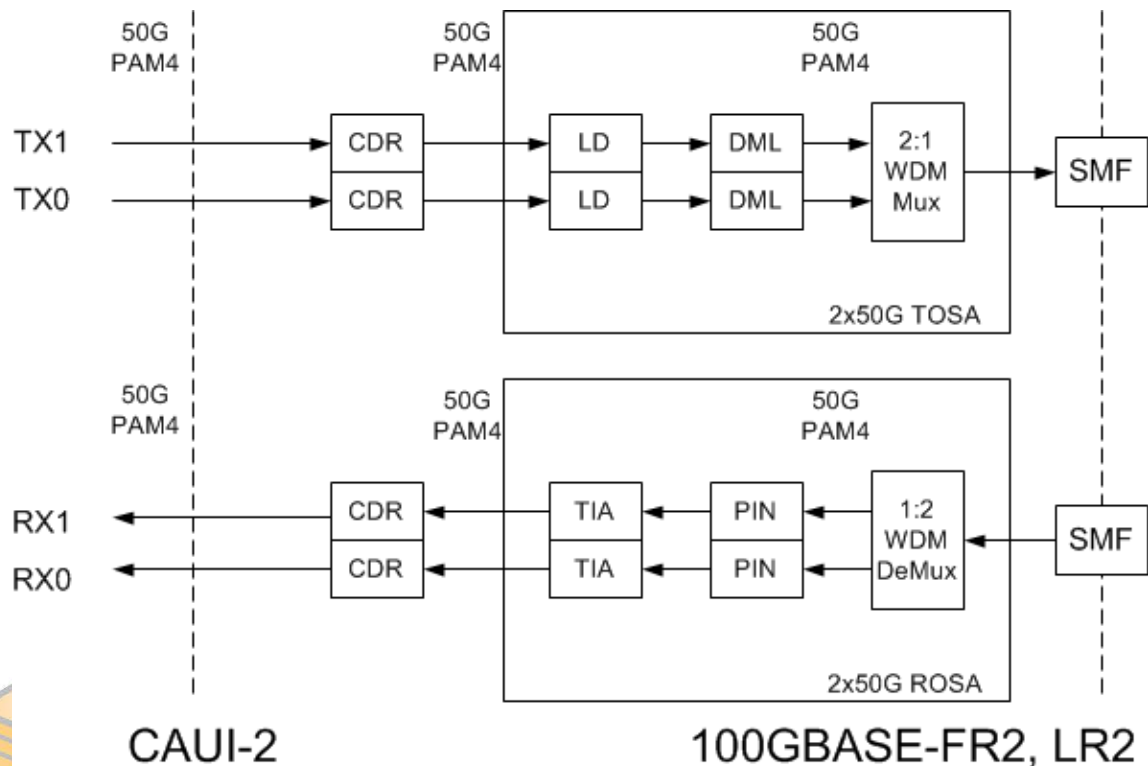 50G
PAM4
50G
PAM4
50G
PAM4
TX1
CDR
LD
DML
2:1
WDM
Mux
SMF
TX0
CDR
LD
DML
2x50G TOSA
50G
PAM4
50G
PAM4
50G
PAM4
RX1
CDR
TIA
PIN
1:2
WDM
DeMux
SMF
RX0
CDR
TIA
PIN
2x50G ROSA
CAUI-2
100GBASE-FR2, LR2